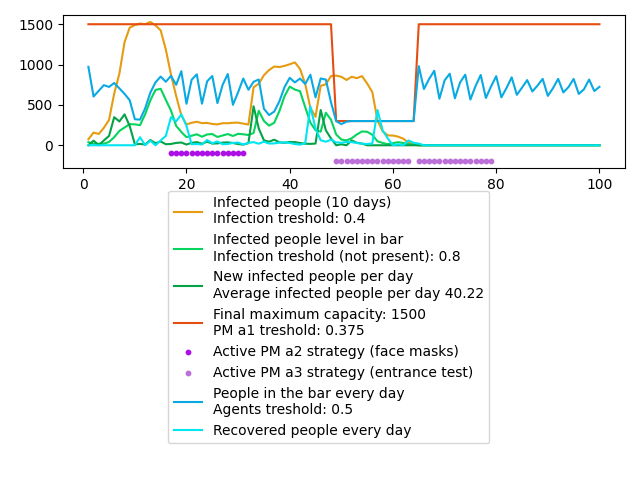 1500
1000
500
0
0 20 40 60 80 100
Infected people (10 days)
Infection treshold: 0.4
Infected people level in bar
Infection treshold (not present): 0.8
New infected people per day
Average infected people per day 40.22
Final maximum capacity: 1500
PM a1 treshold: 0.375
Active PM a2 strategy (face masks)
Active PM a3 strategy (entrance test)
People in the bar every day
Agents treshold: 0.5
Recovered people every day